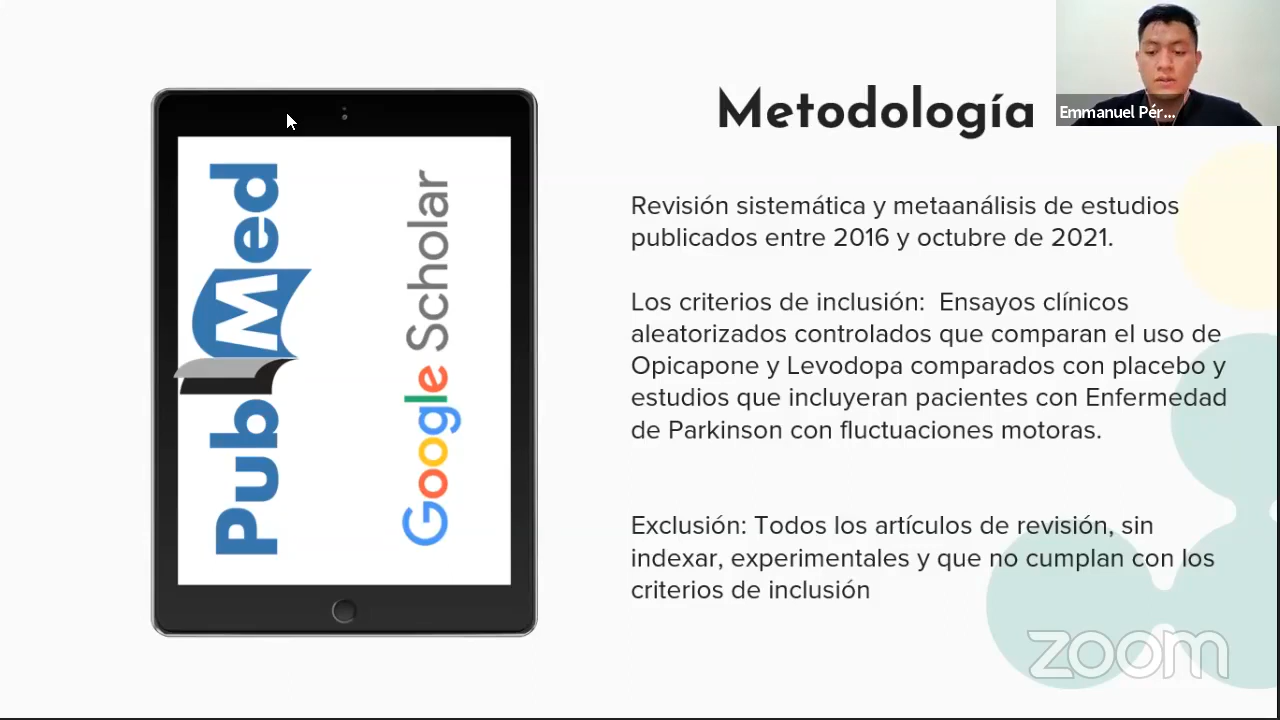 Metodología
Emmanuel Pér...
PubMed
Google Scholar
Revisión sistemática y metaanálisis de estudios
publicados entre 2016 y octubre de 2021.
Los criterios de inclusión:  Ensayos clínicos
aleatorizados controlados que comparan el uso de
Opicapone y Levodopa comparados con placebo y
estudios que incluyeran pacientes con Enfermedad
de Parkinson con fluctuaciones motoras.
Exclusión: Todos los artículos de revisión, sin
indexar, experimentales y que no cumplan con los
criterios de inclusión
zoom